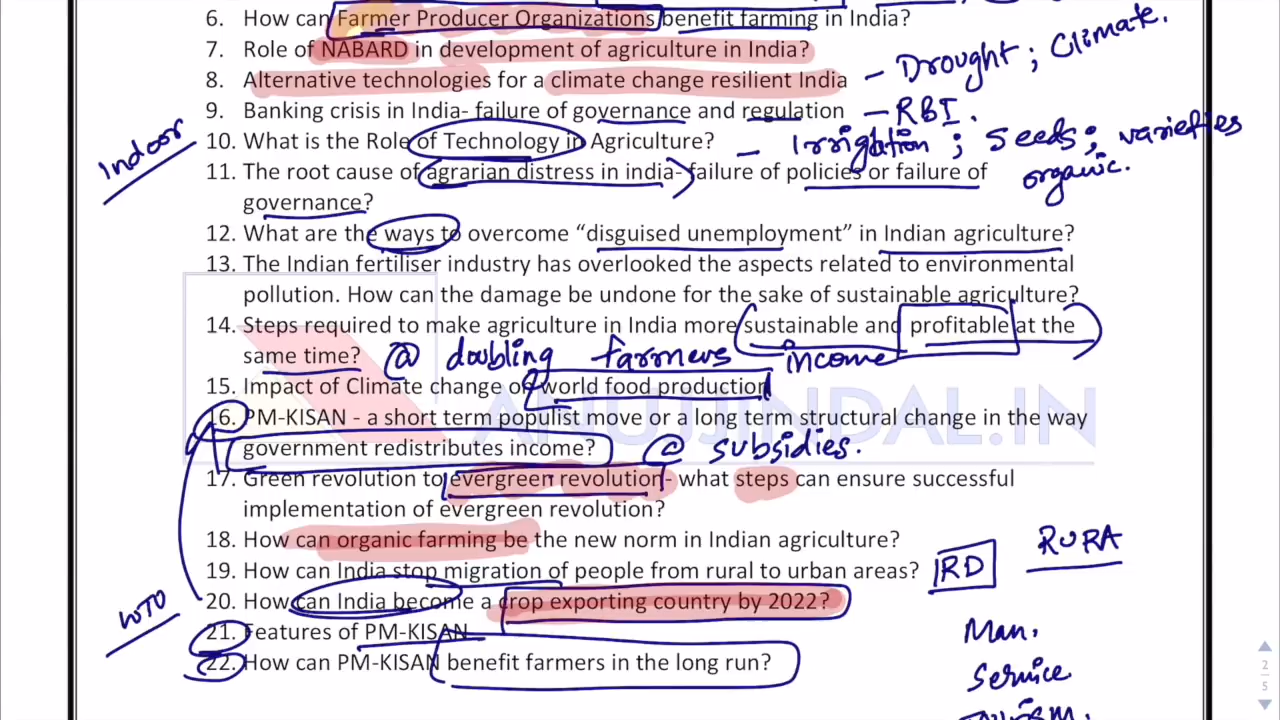 6. How can Farmer Producer Organizations benefit farming in India?
7. Role of NABARD in development of agriculture in India?
8. Alternative technologies for a climate change resilient India – Drought ; Climate.
9. Banking crisis in India- failure of governance and regulation – RBI.
Indoor
10. What is the Role of Technology in Agriculture? – Irrigation ; Seeds ; varieties
organic.
11. The root cause of agrarian distress in india- failure of policies or failure of
governance?
12. What are the ways to overcome “disguised unemployment” in Indian agriculture?
13. The Indian fertiliser industry has overlooked the aspects related to environmental
pollution. How can the damage be undone for the sake of sustainable agriculture?
14. Steps required to make agriculture in India more sustainable and profitable at the
same time? @ doubling farmers income
15. Impact of Climate change on world food production
16. PM-KISAN - a short term populist move or a long term structural change in the way
government redistributes income? @ subsidies.
ANUJJINDAL.IN
17. Green revolution to evergreen revolution- what steps can ensure successful
implementation of evergreen revolution?
18. How can organic farming be the new norm in Indian agriculture?
19. How can India stop migration of people from rural to urban areas? IRD RURA
20. How can India become a crop exporting country by 2022?
WTO
21. Features of PM-KISAN
Man.
22. How can PM-KISAN benefit farmers in the long run?
Service
2
5